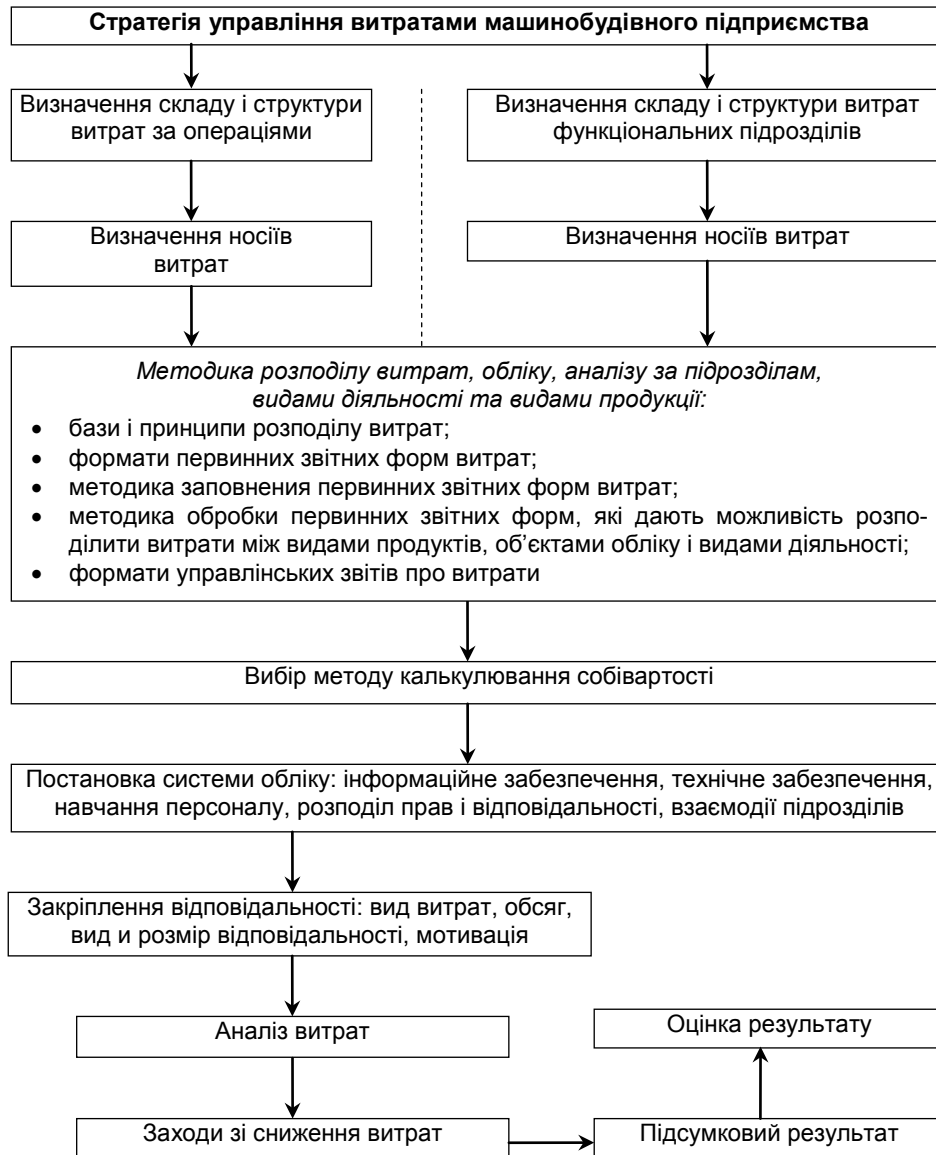 Стратегія управління витратами машинобудівного підприємства
Визначення складу і структури
витрат за операціями
Визначення складу і структури витрат
функціональних підрозділів
Визначення носіїв
витрат
Визначення носіїв витрат
Методика розподілу витрат, обліку, аналізу за підрозділам,
видами діяльності та видами продукції:
• бази і принципи розподілу витрат;
• формати первинних звітних форм витрат;
• методика заповнення первинних звітних форм витрат;
• методика обробки первинних звітних форм, які дають можливість розпо-
ділити витрати між видами продуктів, об’єктами обліку і видами діяльності;
• формати управлінських звітів про витрати
Вибір методу калькулювання собівартості
Постановка системи обліку: інформаційне забезпечення, технічне забезпечення,
навчання персоналу, розподіл прав і відповідальності, взаємодії підрозділів
Закріплення відповідальності: вид витрат, обсяг,
вид и розмір відповідальності, мотивація
Аналіз витрат
Оцінка результату
Заходи зі сниження витрат
Підсумковий результат